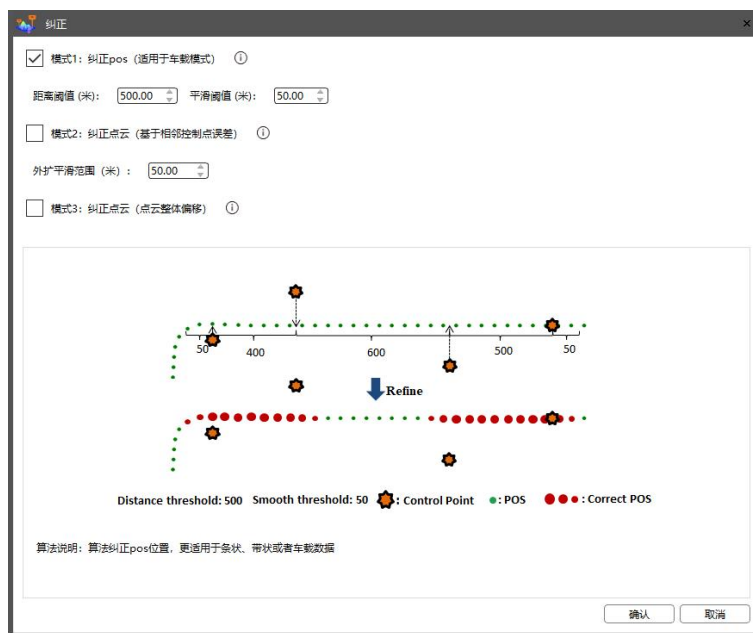 纠正
模式1：纠正pos（适用于车载模式）
距离阈值 (米)： 500.00 平滑阈值 (米)： 50.00
模式2：纠正点云（基于相邻控制点误差）
外扩平滑范围（米）： 50.00
模式3：纠正点云（点云整体偏移）
50 400 600 500 50
Refine
Distance threshold: 500 Smooth threshold: 50 : Control Point : POS : Correct POS
算法说明：算法纠正pos位置，更适用于条状、带状或者车载数据
确认 取消